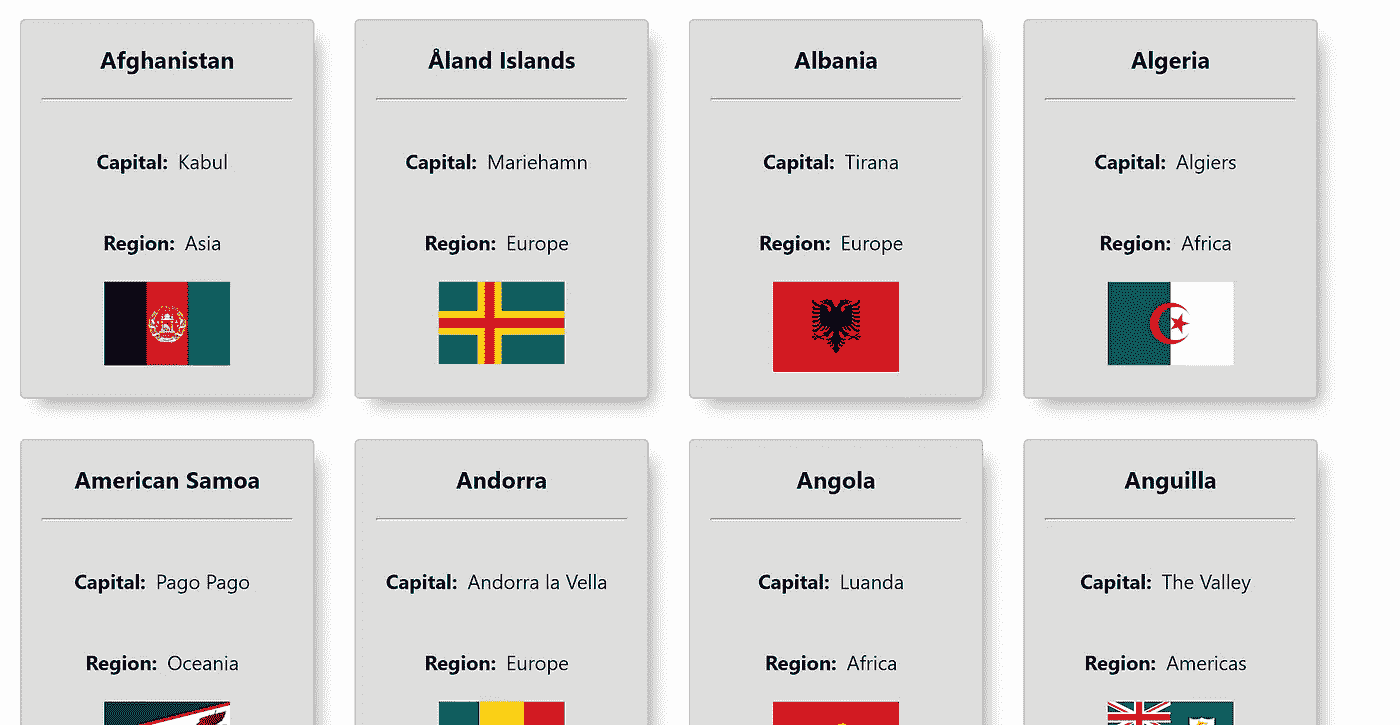 Afghanistan
Capital: Kabul
Region: Asia
Åland Islands
Capital: Mariehamn
Region: Europe
Albania
Capital: Tirana
Region: Europe
Algeria
Capital: Algiers
Region: Africa
American Samoa
Capital: Pago Pago
Region: Oceania
Andorra
Capital: Andorra la Vella
Region: Europe
Angola
Capital: Luanda
Region: Africa
Anguilla
Capital: The Valley
Region: Americas